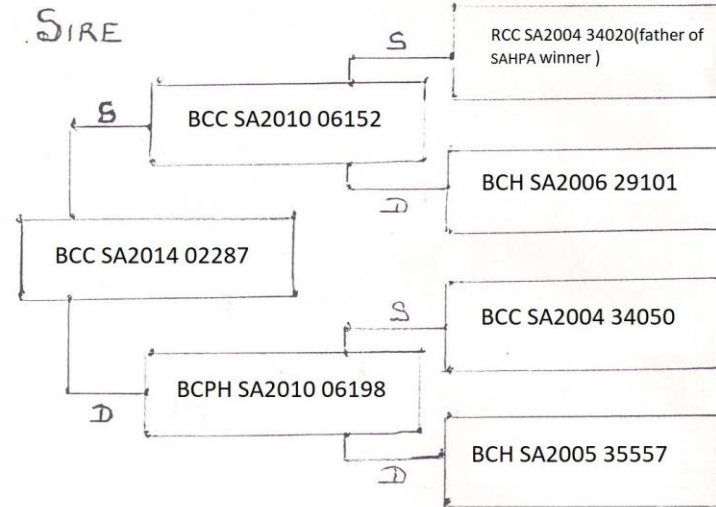 SIRE
S
RCC SA2004 34020(father of
SAHPA winner )
S
BCC SA2010 06152
D
BCH SA2006 29101
BCC SA2014 02287
S
BCC SA2004 34050
D
BCPH SA2010 06198
D
BCH SA2005 35557